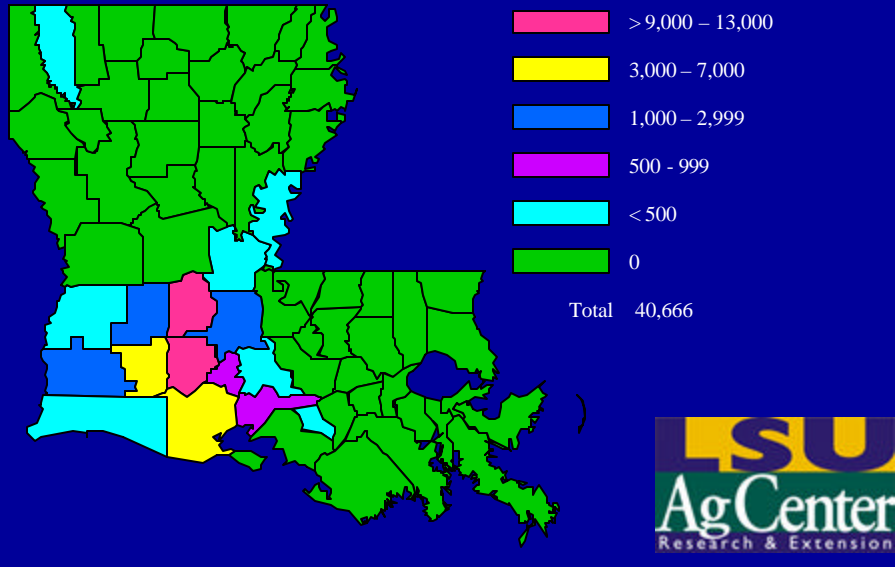 > 9,000 – 13,000
3,000 – 7,000
1,000 – 2,999
500 - 999
< 500
0
Total 40,666
LSU
AgCenter
Research & Extension